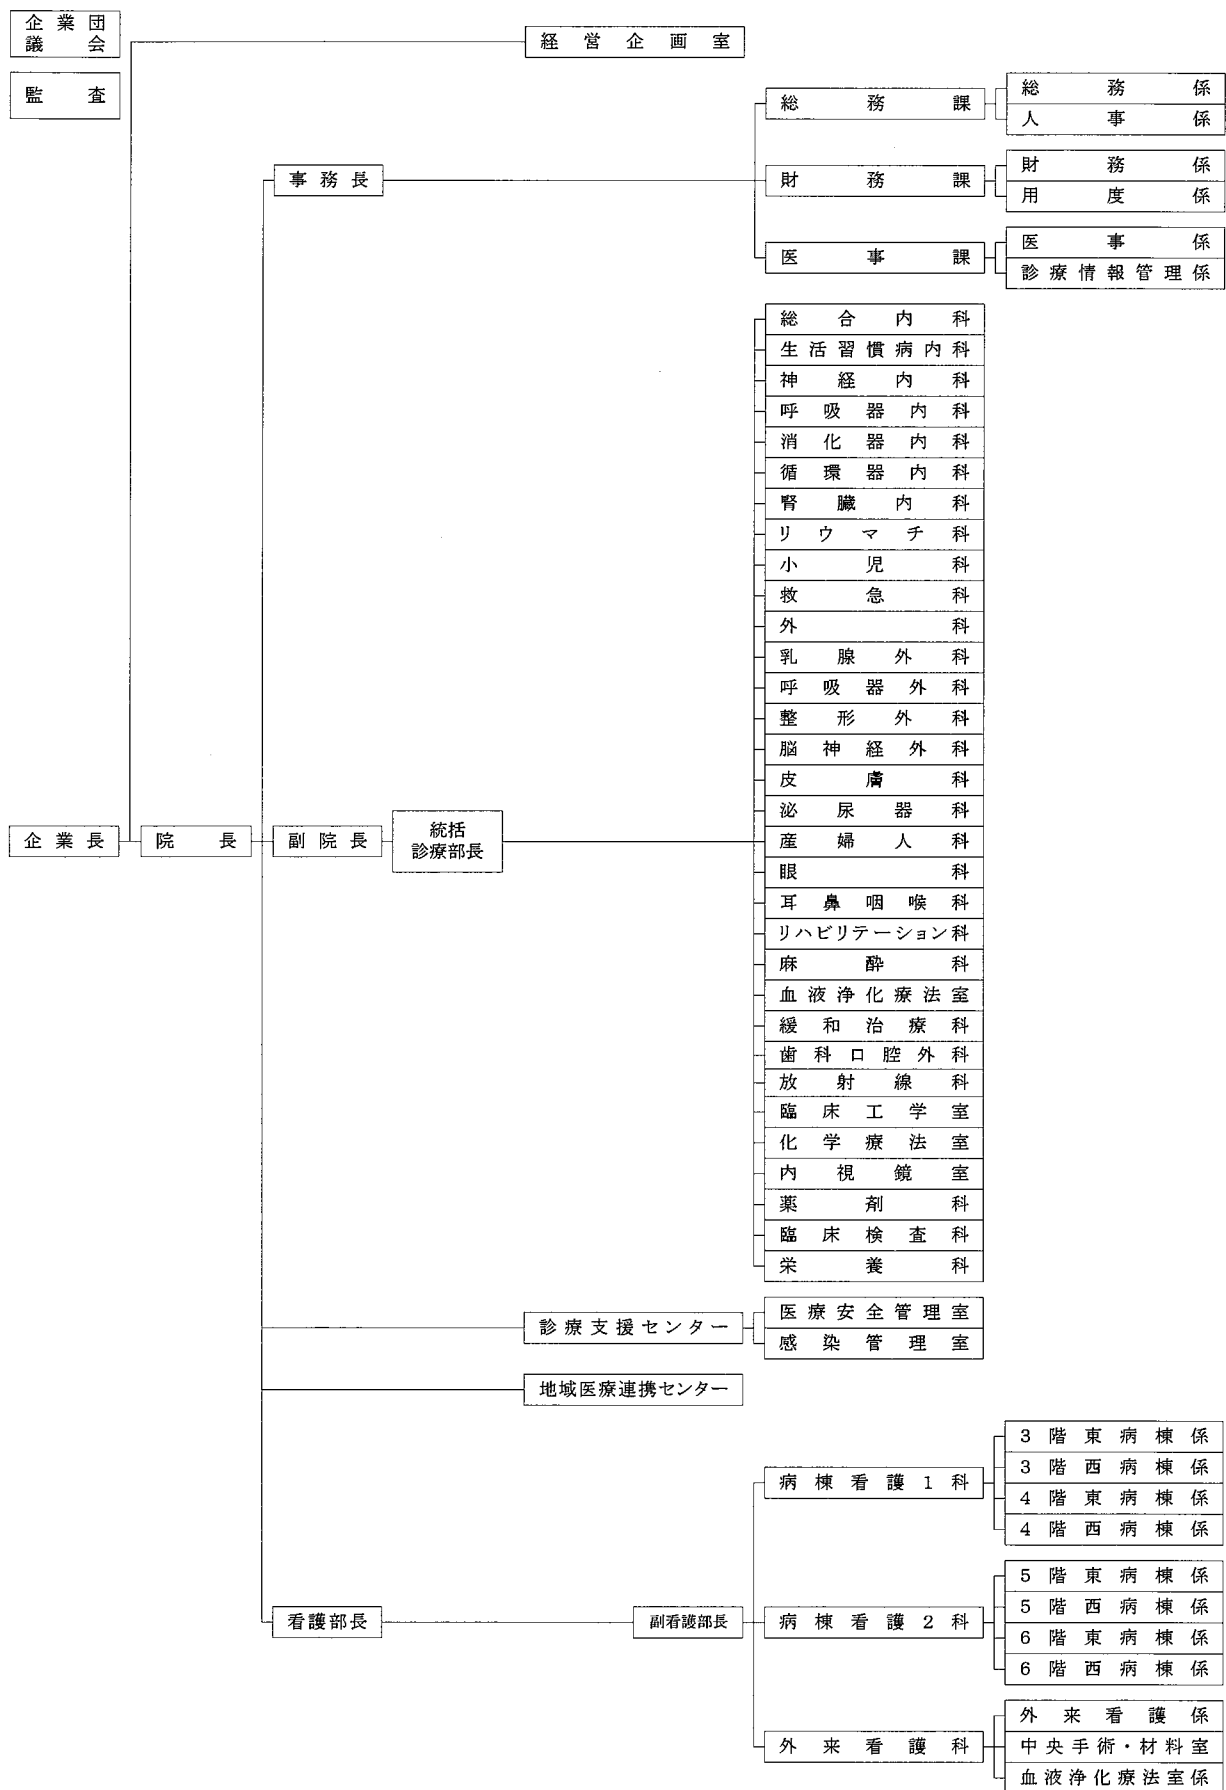 企業団
議会
監査
経営企画室
総務課
総務係
人事係
事務長
財務課
財務係
用度係
医事課
医事係
診療情報管理係
総合内科
生活習慣病内科
神経内科
呼吸器内科
消化器内科
循環器内科
腎臓内科
リウマチ科
小児科
救急科
外科
乳腺外科
呼吸器外科
整形外科
脳神経外科
皮膚科
泌尿器科
企業長
院長
副院長
統括
診療部長
産婦人科
眼科
耳鼻咽喉科
リハビリテーション科
麻酔科
血液浄化療法室
緩和治療科
歯科口腔外科
放射線科
臨床工学室
化学療法室
内視鏡室
薬剤科
臨床検査科
栄養科
診療支援センター
医療安全管理室
感染管理室
地域医療連携センター
病棟看護1科
3階東病棟係
3階西病棟係
4階東病棟係
4階西病棟係
看護部長
副看護部長
病棟看護2科
5階東病棟係
5階西病棟係
6階東病棟係
6階西病棟係
外来看護科
外来看護係
中央手術・材料室
血液浄化療法室係